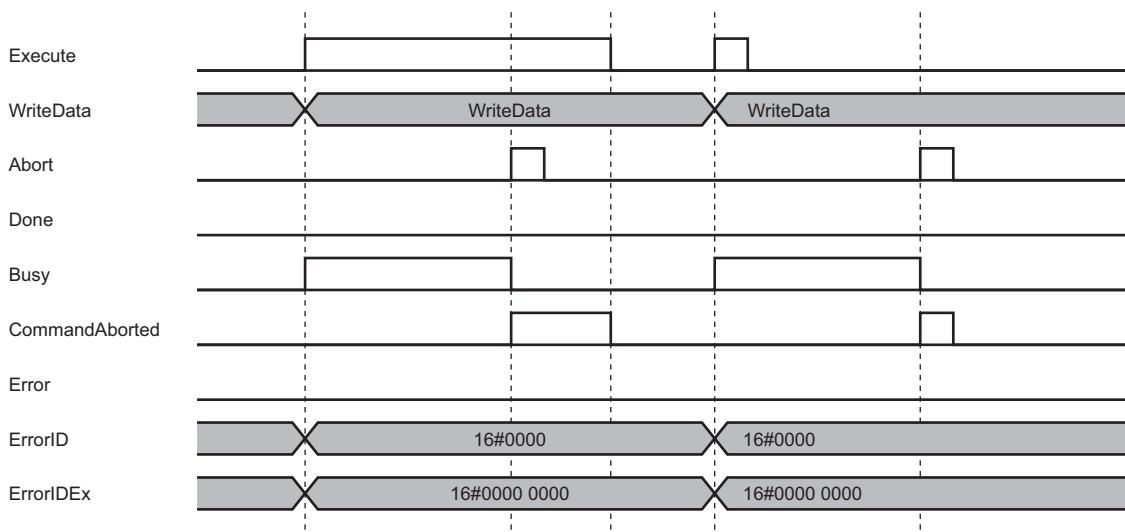 Execute
WriteData WriteData WriteData
Abort
Done
Busy
CommandAborted
Error
ErrorID 16#0000 16#0000
ErrorIDEx 16#0000 0000 16#0000 0000